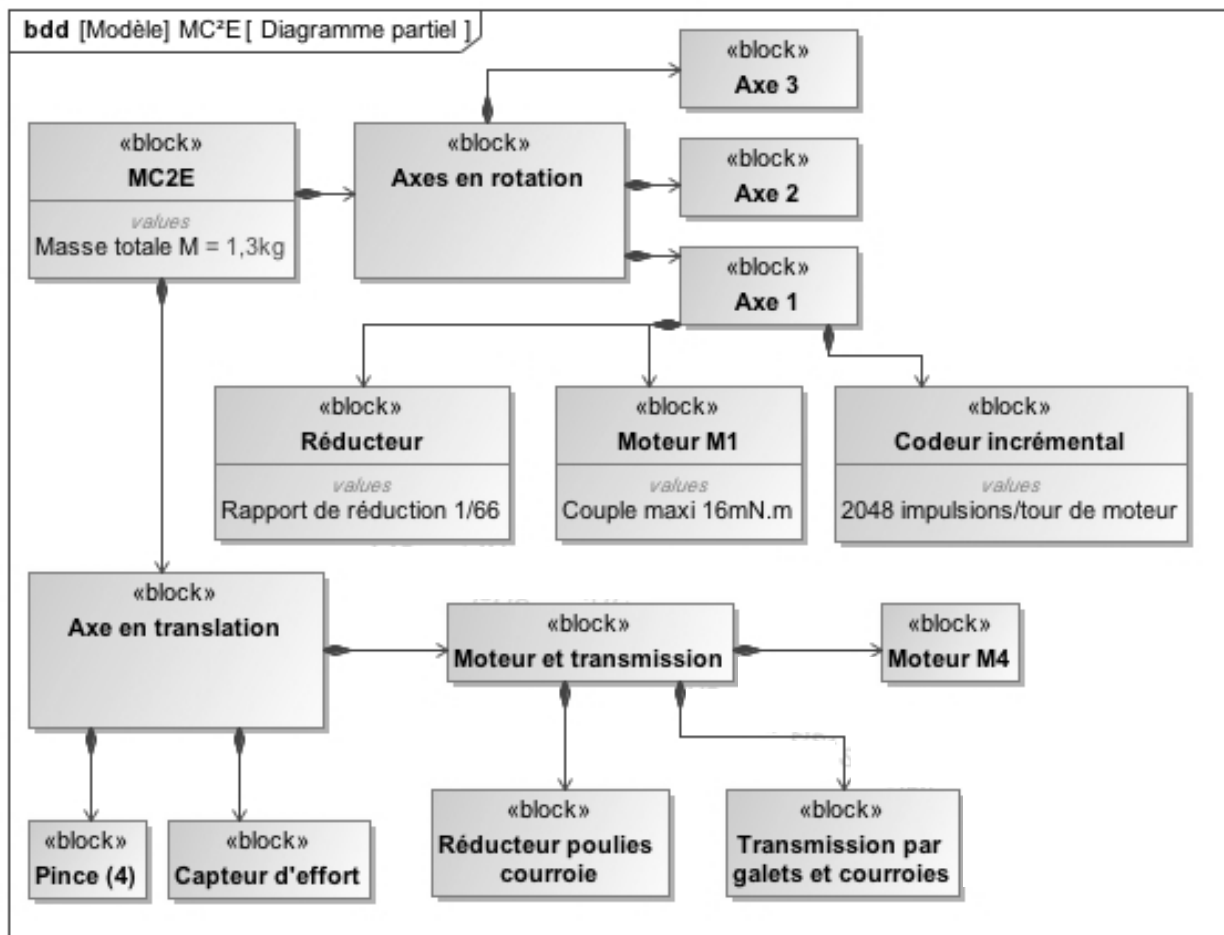 bdd [Modèle] MC²E [ Diagramme partiel ]
«block»
Axe 3
«block»
MC2E
values
Masse totale M = 1,3kg
«block»
Axes en rotation
«block»
Axe 2
«block»
Axe 1
«block»
Réducteur
values
Rapport de réduction 1/66
«block»
Moteur M1
values
Couple maxi 16mN.m
«block»
Codeur incrémental
values
2048 impulsions/tour de moteur
«block»
Axe en translation
«block»
Moteur et transmission
«block»
Moteur M4
«block»
Pince (4)
«block»
Capteur d'effort
«block»
Réducteur poulies
courroie
«block»
Transmission par
galets et courroies